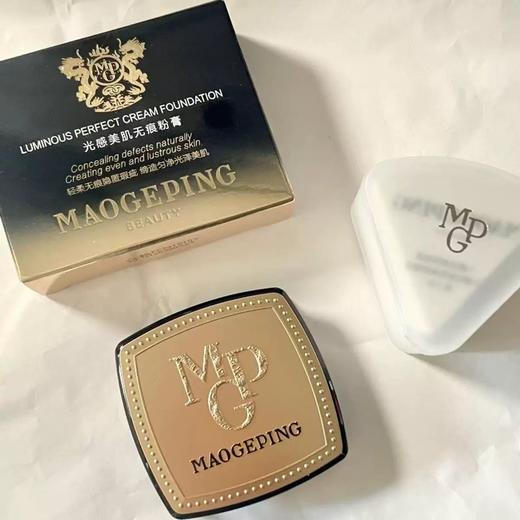 MPG
LUMINOUS PERFECT CREAM FOUNDATION
光感美肌无痕粉膏
Concealing defects naturally
Creating even and lustrous skin
轻柔无痕隐匿瑕疵 缔造匀净光泽美肌
MAOGEPING
BEAUTY
MPG
MPG
MAOGEPING